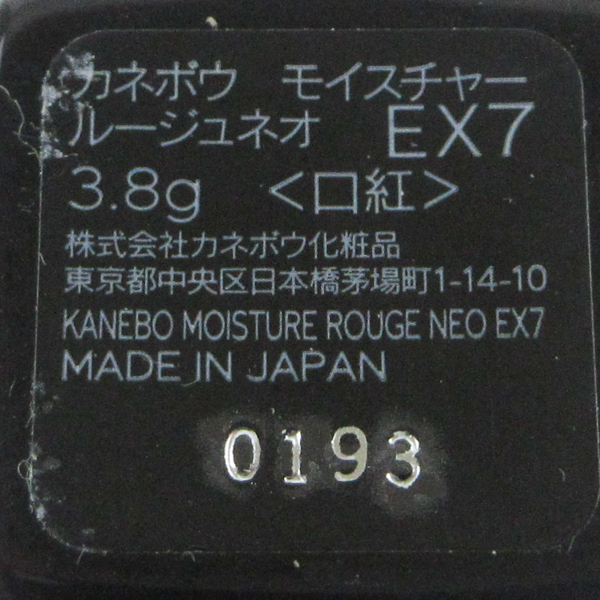 カネボウ モイスチャー
ルージュネオ EX7
3.8g <口紅>
株式会社カネボウ化粧品
東京都中央区日本橋茅場町1-14-10
KANEBO MOISTURE ROUGE NEO EX7
MADE IN JAPAN
0193